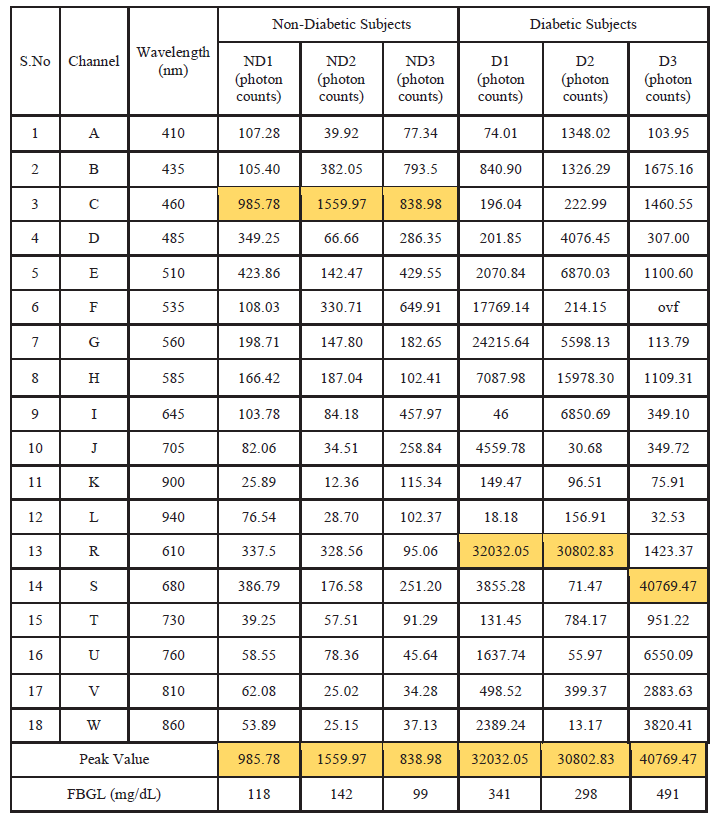 S.No Channel Wavelength (nm) Non-Diabetic Subjects Diabetic Subjects
ND1 (photon counts) ND2 (photon counts) ND3 (photon counts) D1 (photon counts) D2 (photon counts) D3 (photon counts)
1 A 410 107.28 39.92 77.34 74.01 1348.02 103.95
2 B 435 105.40 382.05 793.5 840.90 1326.29 1675.16
3 C 460 985.78 1559.97 838.98 196.04 222.99 1460.55
4 D 485 349.25 66.66 286.35 201.85 4076.45 307.00
5 E 510 423.86 142.47 429.55 2070.84 6870.03 1100.60
6 F 535 108.03 330.71 649.91 17769.14 214.15 ovf
7 G 560 198.71 147.80 182.65 24215.64 5598.13 113.79
8 H 585 166.42 187.04 102.41 7087.98 15978.30 1109.31
9 I 645 103.78 84.18 457.97 46 6850.69 349.10
10 J 705 82.06 34.51 258.84 4559.78 30.68 349.72
11 K 900 25.89 12.36 115.34 149.47 96.51 75.91
12 L 940 76.54 28.70 102.37 18.18 156.91 32.53
13 R 610 337.5 328.56 95.06 32032.05 30802.83 1423.37
14 S 680 386.79 176.58 251.20 3855.28 71.47 40769.47
15 T 730 39.25 57.51 91.29 131.45 784.17 951.22
16 U 760 58.55 78.36 45.64 1637.74 55.97 6550.09
17 V 810 62.08 25.02 34.28 498.52 399.37 2883.63
18 W 860 53.89 25.15 37.13 2389.24 13.17 3820.41
Peak Value 985.78 1559.97 838.98 32032.05 30802.83 40769.47
FBGL (mg/dL) 118 142 99 341 298 491